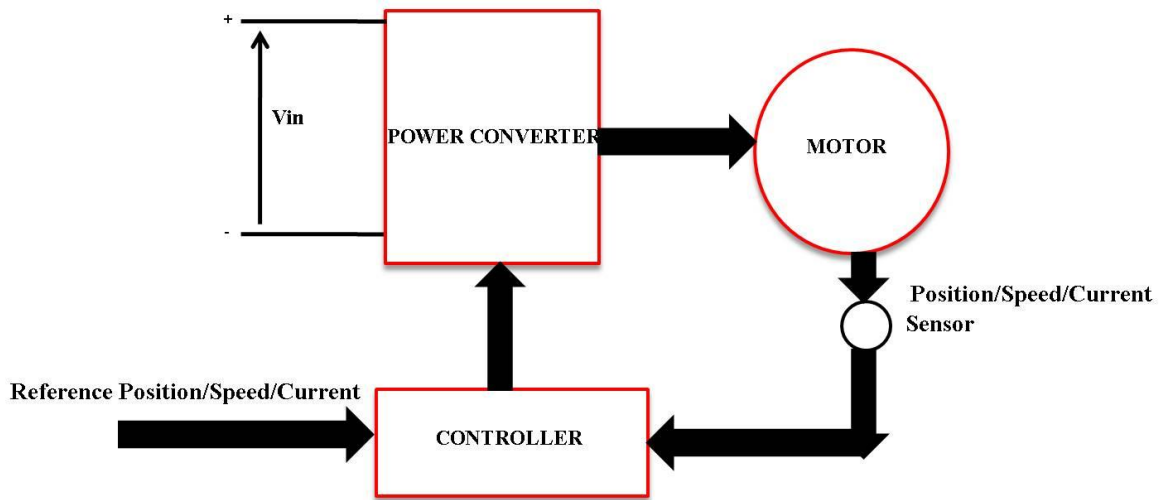 +
Vin
-
POWER CONVERTER
MOTOR
Position/Speed/Current
Sensor
Reference Position/Speed/Current
CONTROLLER